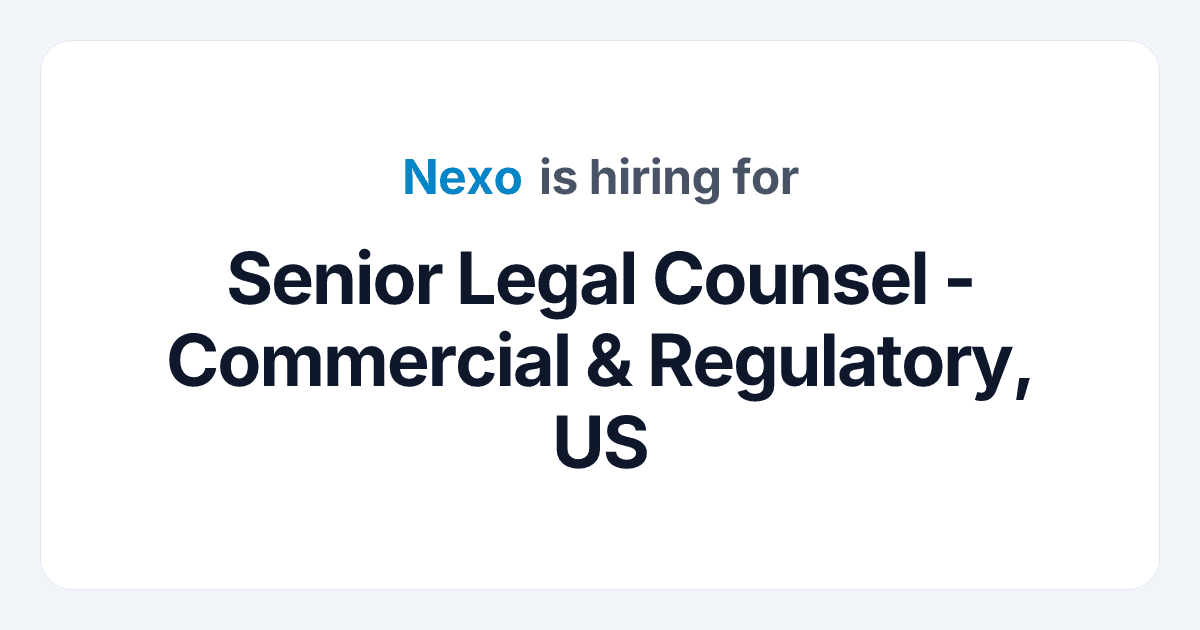 Nexo is hiring for
Senior Legal Counsel -
Commercial & Regulatory,
US